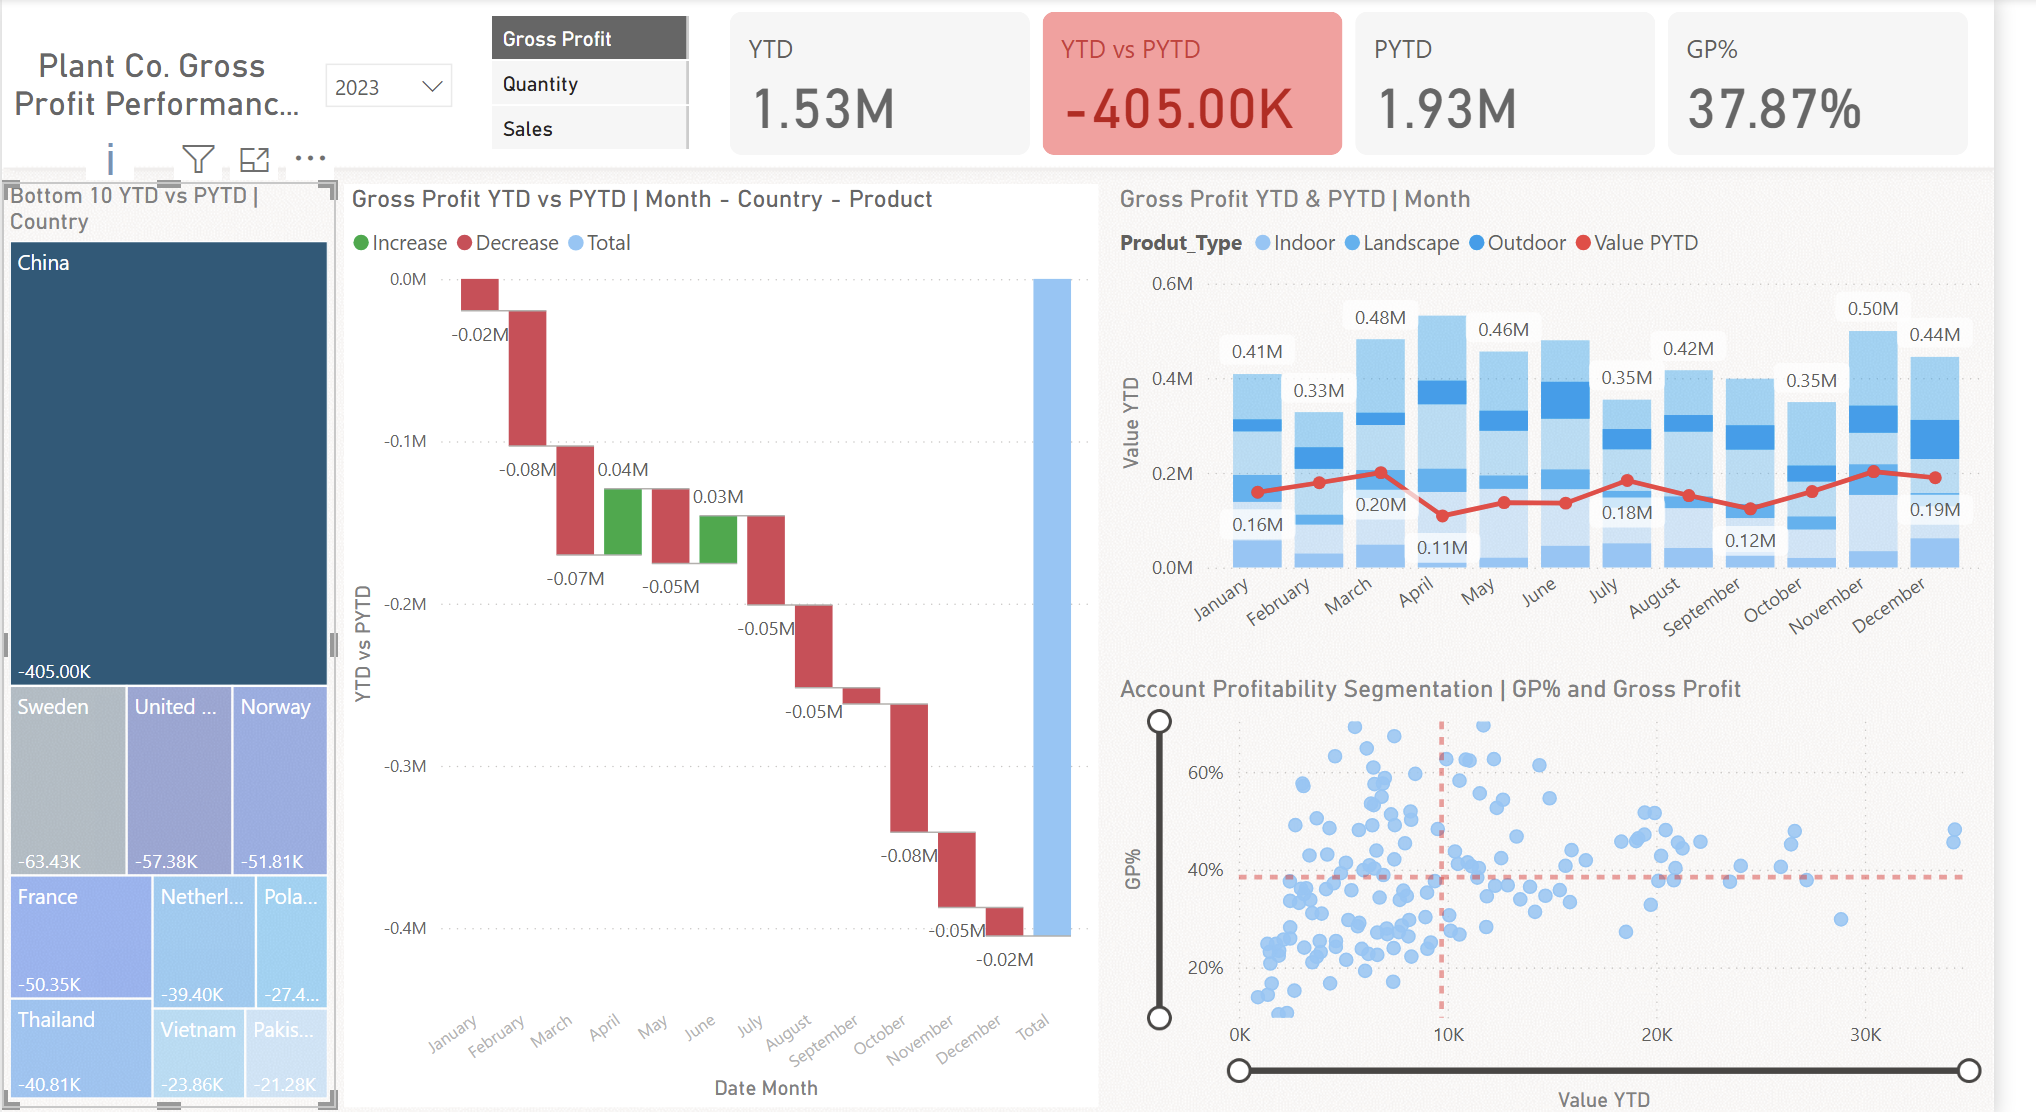 Plant Co. Gross
Profit Performanc...
2023
Gross Profit
Quantity
Sales
YTD
1.53M
YTD vs PYTD
-405.00K
PYTD
1.93M
GP%
37.87%
Bottom 10 YTD vs PYTD |
Country
China
-405.00K
Sweden
-63.43K
United ...
-57.38K
Norway
-51.81K
France
-50.35K
Netherl...
-39.40K
Pola...
-27.4...
Thailand
-40.81K
Vietnam
-23.86K
Pakis...
-21.28K
Gross Profit YTD vs PYTD | Month - Country - Product
Increase Decrease Total
YTD vs PYTD
0.0M
-0.1M
-0.2M
-0.3M
-0.4M
-0.02M
-0.08M
-0.07M
0.04M
-0.05M
0.03M
-0.05M
-0.05M
-0.08M
-0.05M
-0.02M
January February March April May June July August September October November December Total
Date Month
Gross Profit YTD & PYTD | Month
Produt_Type Indoor Landscape Outdoor Value PYTD
Value YTD
0.6M
0.4M
0.2M
0.0M
0.41M
0.33M
0.48M
0.46M
0.35M
0.42M
0.35M
0.50M
0.44M
0.16M
0.20M
0.11M
0.18M
0.12M
0.19M
January February March April May June July August September October November December
Account Profitability Segmentation | GP% and Gross Profit
GP%
60%
40%
20%
0K 10K 20K 30K
Value YTD